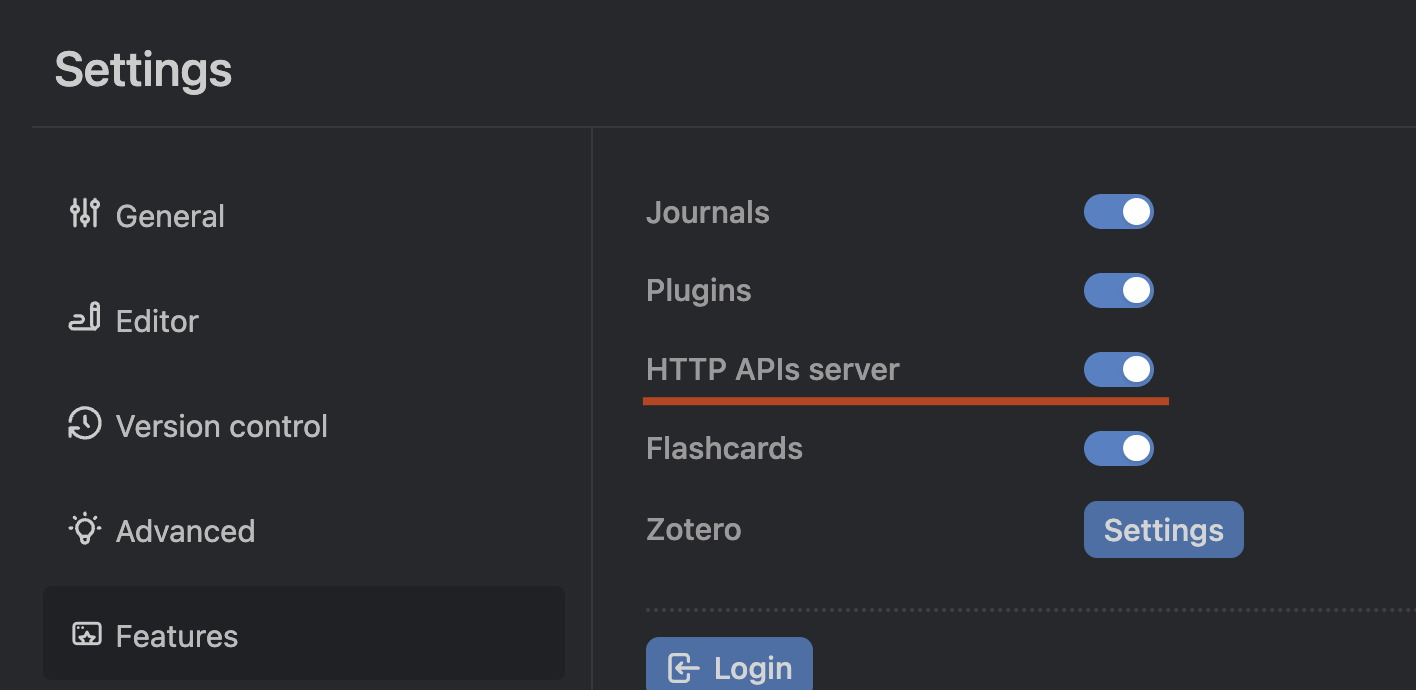 Settings
General
Editor
Version control
Advanced
Features
Journals
Plugins
HTTP APIs server
Flashcards
Zotero
Settings
Login